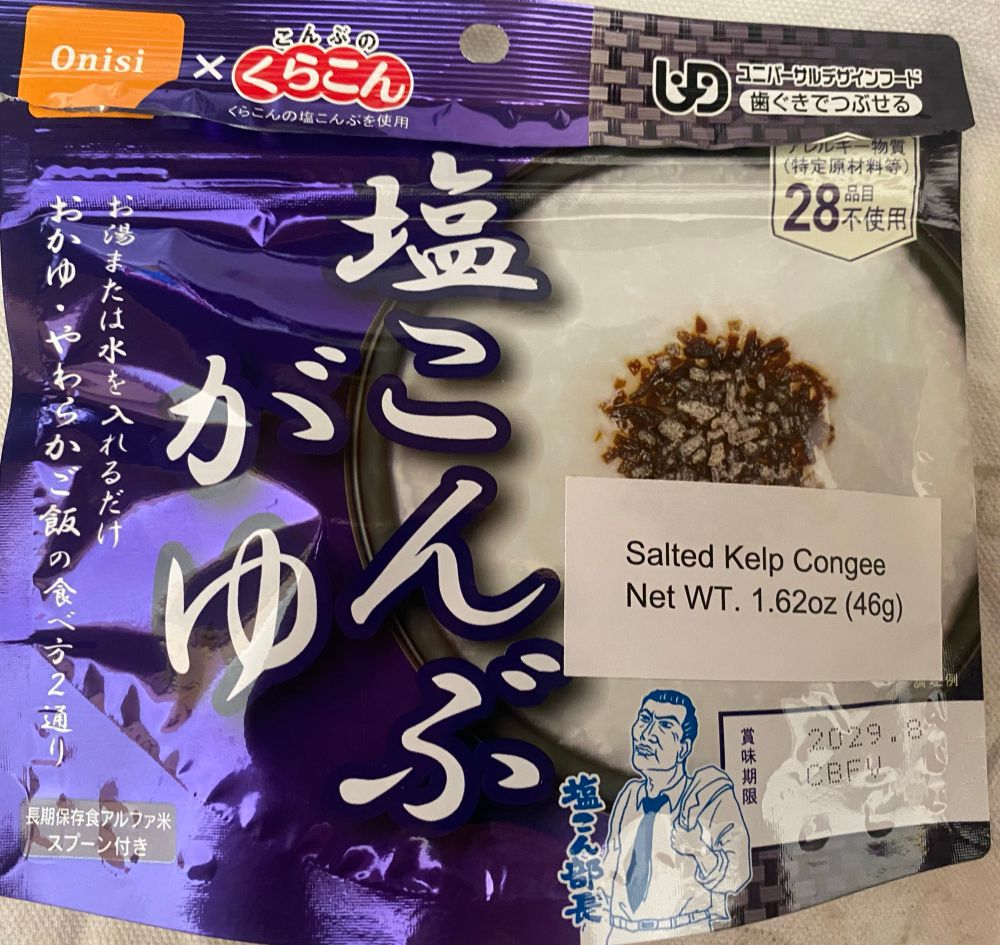 Onisi
×
こんぶの
くらこん
くらこんの塩こんぶを使用
ユニバーサルデザインフード
歯ぐきでつぶせる
アレルギー物質
(特定原材料等)
28品目
不使用
塩こんぶ
がゆ
お湯または水を入れるだけ
おかゆ・やわらかご飯の食べ方2通り
Salted Kelp Congee
Net WT. 1.62oz (46g)
調理例
賞味期限
2029.8
塩こん部長
長期保存食アルファ米
スプーン付き